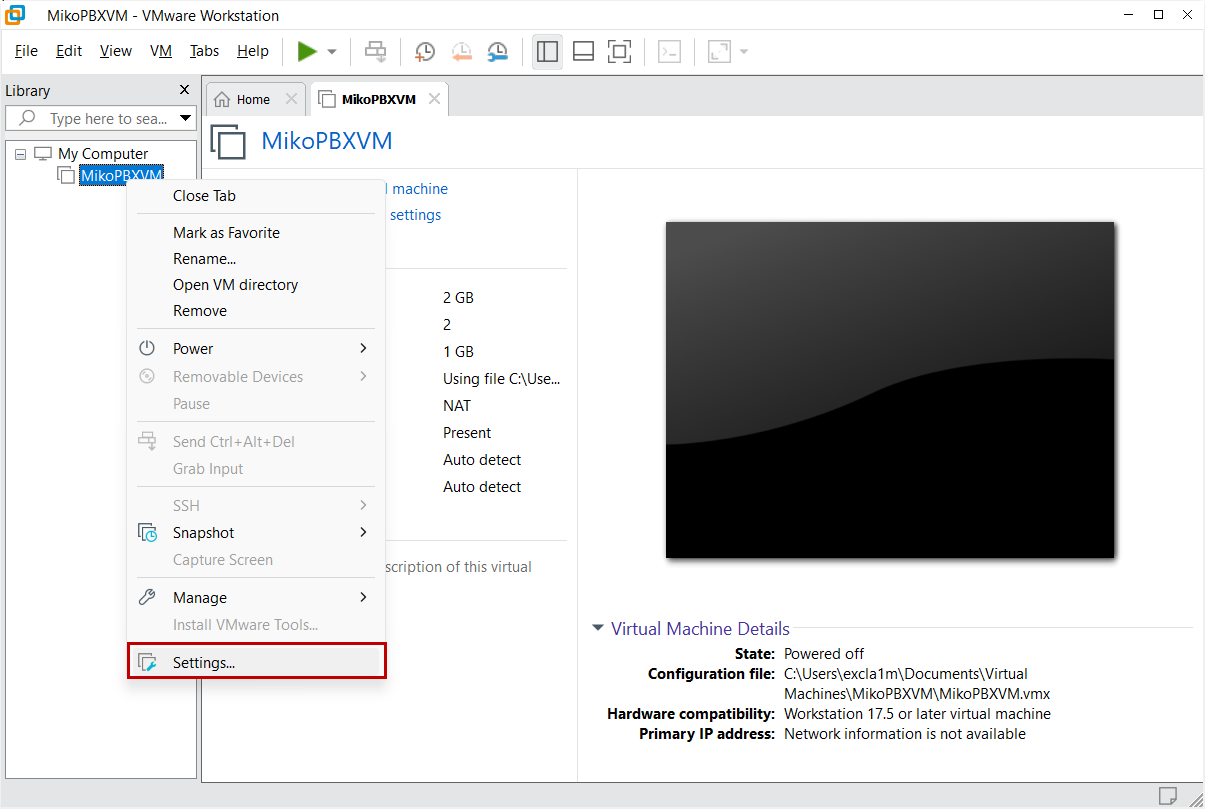 MikoPBXVM - VMware Workstation
File Edit View VM Tabs Help
Library
Type here to sea...
My Computer
MikoPBXVM
Home
MikoPBXVM
MikoPBXVM
machine
settings
Close Tab
Mark as Favorite
Rename...
Open VM directory
Remove
Power
Removable Devices
Pause
Send Ctrl+Alt+Del
Grab Input
SSH
Snapshot
Capture Screen
Manage
Install VMware Tools...
Settings...
2 GB
2
1 GB
Using file C:\Use...
NAT
Present
Auto detect
Auto detect
scription of this virtual
Virtual Machine Details
State: Powered off
Configuration file: C:\Users\excla1m\Documents\Virtual
Machines\MikoPBXVM\MikoPBXVM.vmx
Hardware compatibility: Workstation 17.5 or later virtual machine
Primary IP address: Network information is not available